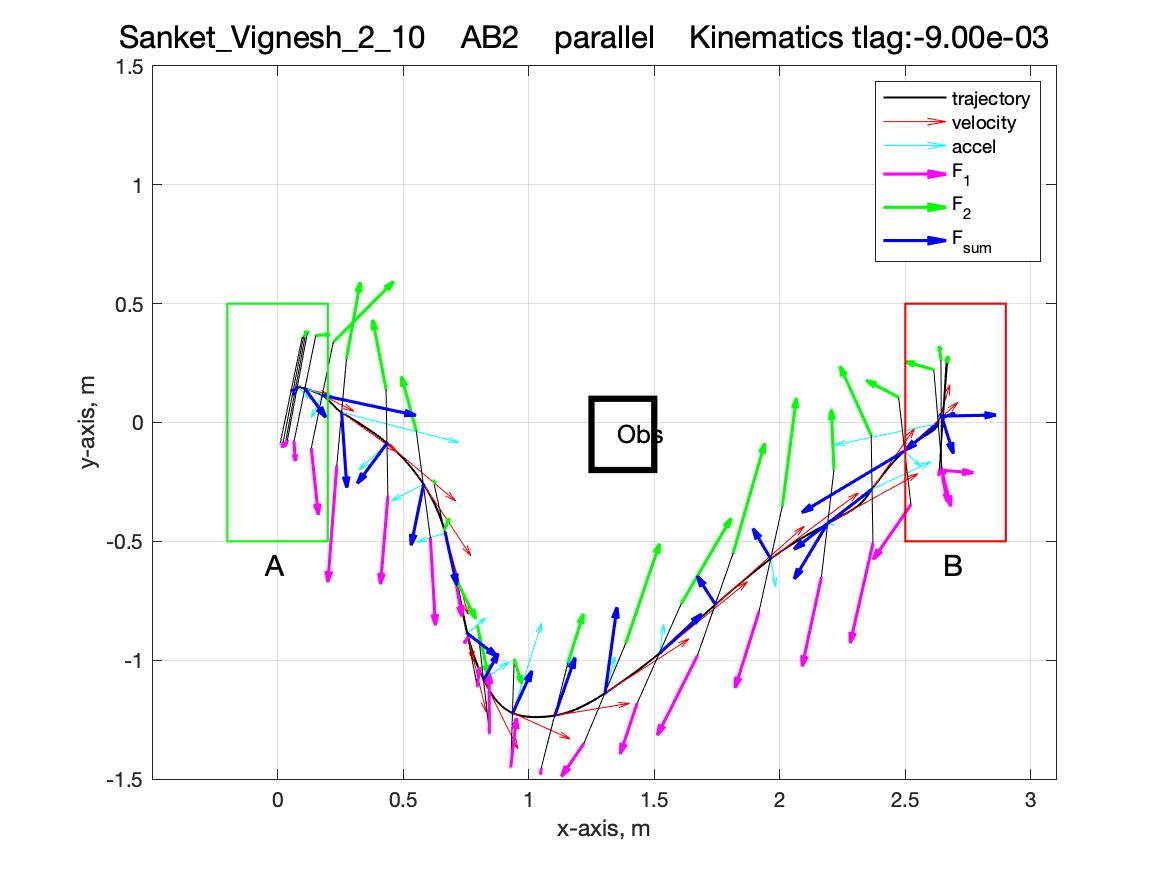 Sanket_Vignesh_2_10 AB2 parallel Kinematics tlag:-9.00e-03
1.5
1
0.5
0
-0.5
-1
-1.5
y-axis, m
trajectory
velocity
accel
F1
F2
Fsum
Obs
A
B
0 0.5 1 1.5 2 2.5 3
x-axis, m